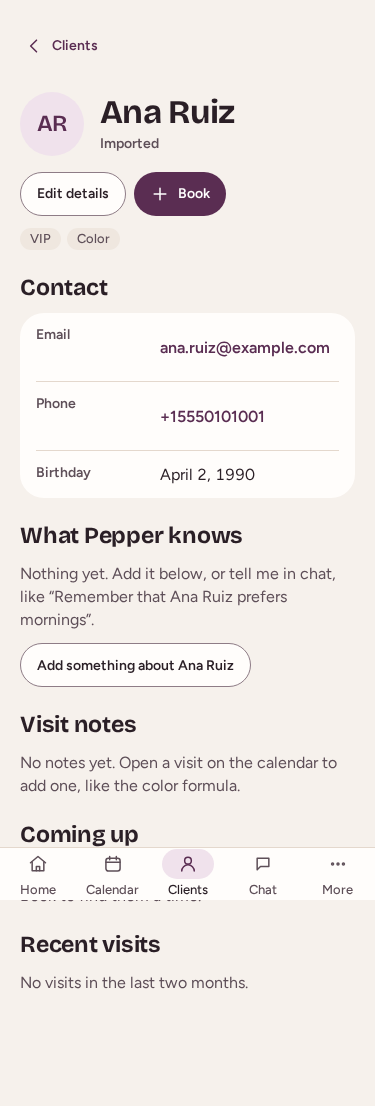 Clients
AR
Ana Ruiz
Imported
Edit details
Book
VIP
Color
Contact
Email
ana.ruiz@example.com
Phone
+15550101001
Birthday
April 2, 1990
What Pepper knows
Nothing yet. Add it below, or tell me in chat,
like “Remember that Ana Ruiz prefers
mornings”.
Add something about Ana Ruiz
Visit notes
No notes yet. Open a visit on the calendar to
add one, like the color formula.
Coming up
Home
Calendar
Clients
Chat
More
Recent visits
No visits in the last two months.